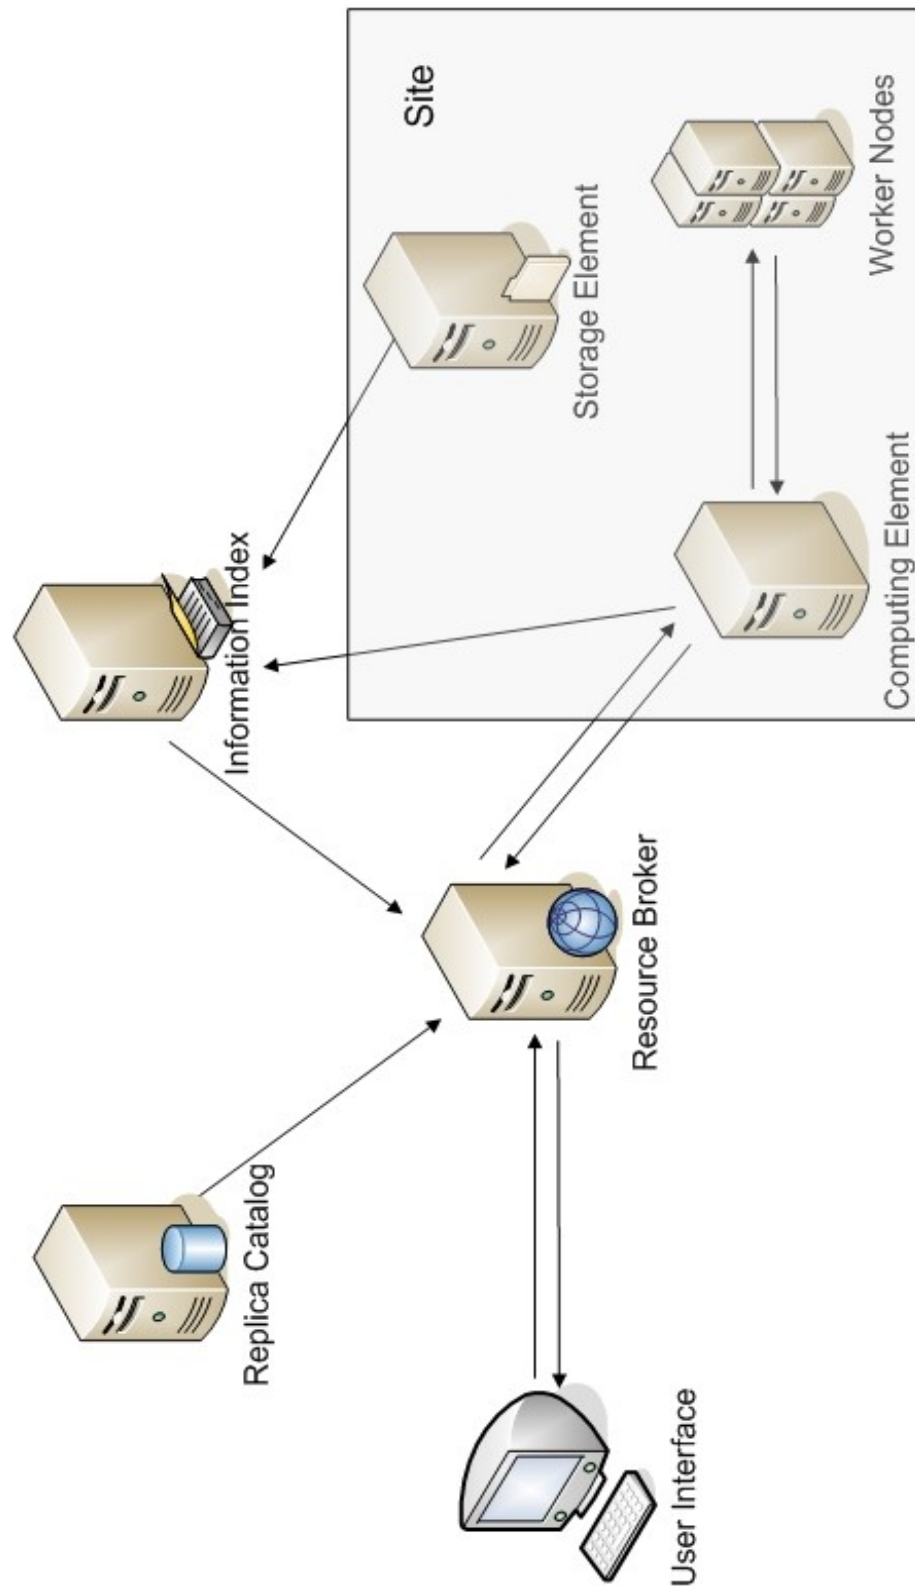 Replica Catalog
Information Index
Site
Storage Element
User Interface
Resource Broker
Computing Element
Worker Nodes